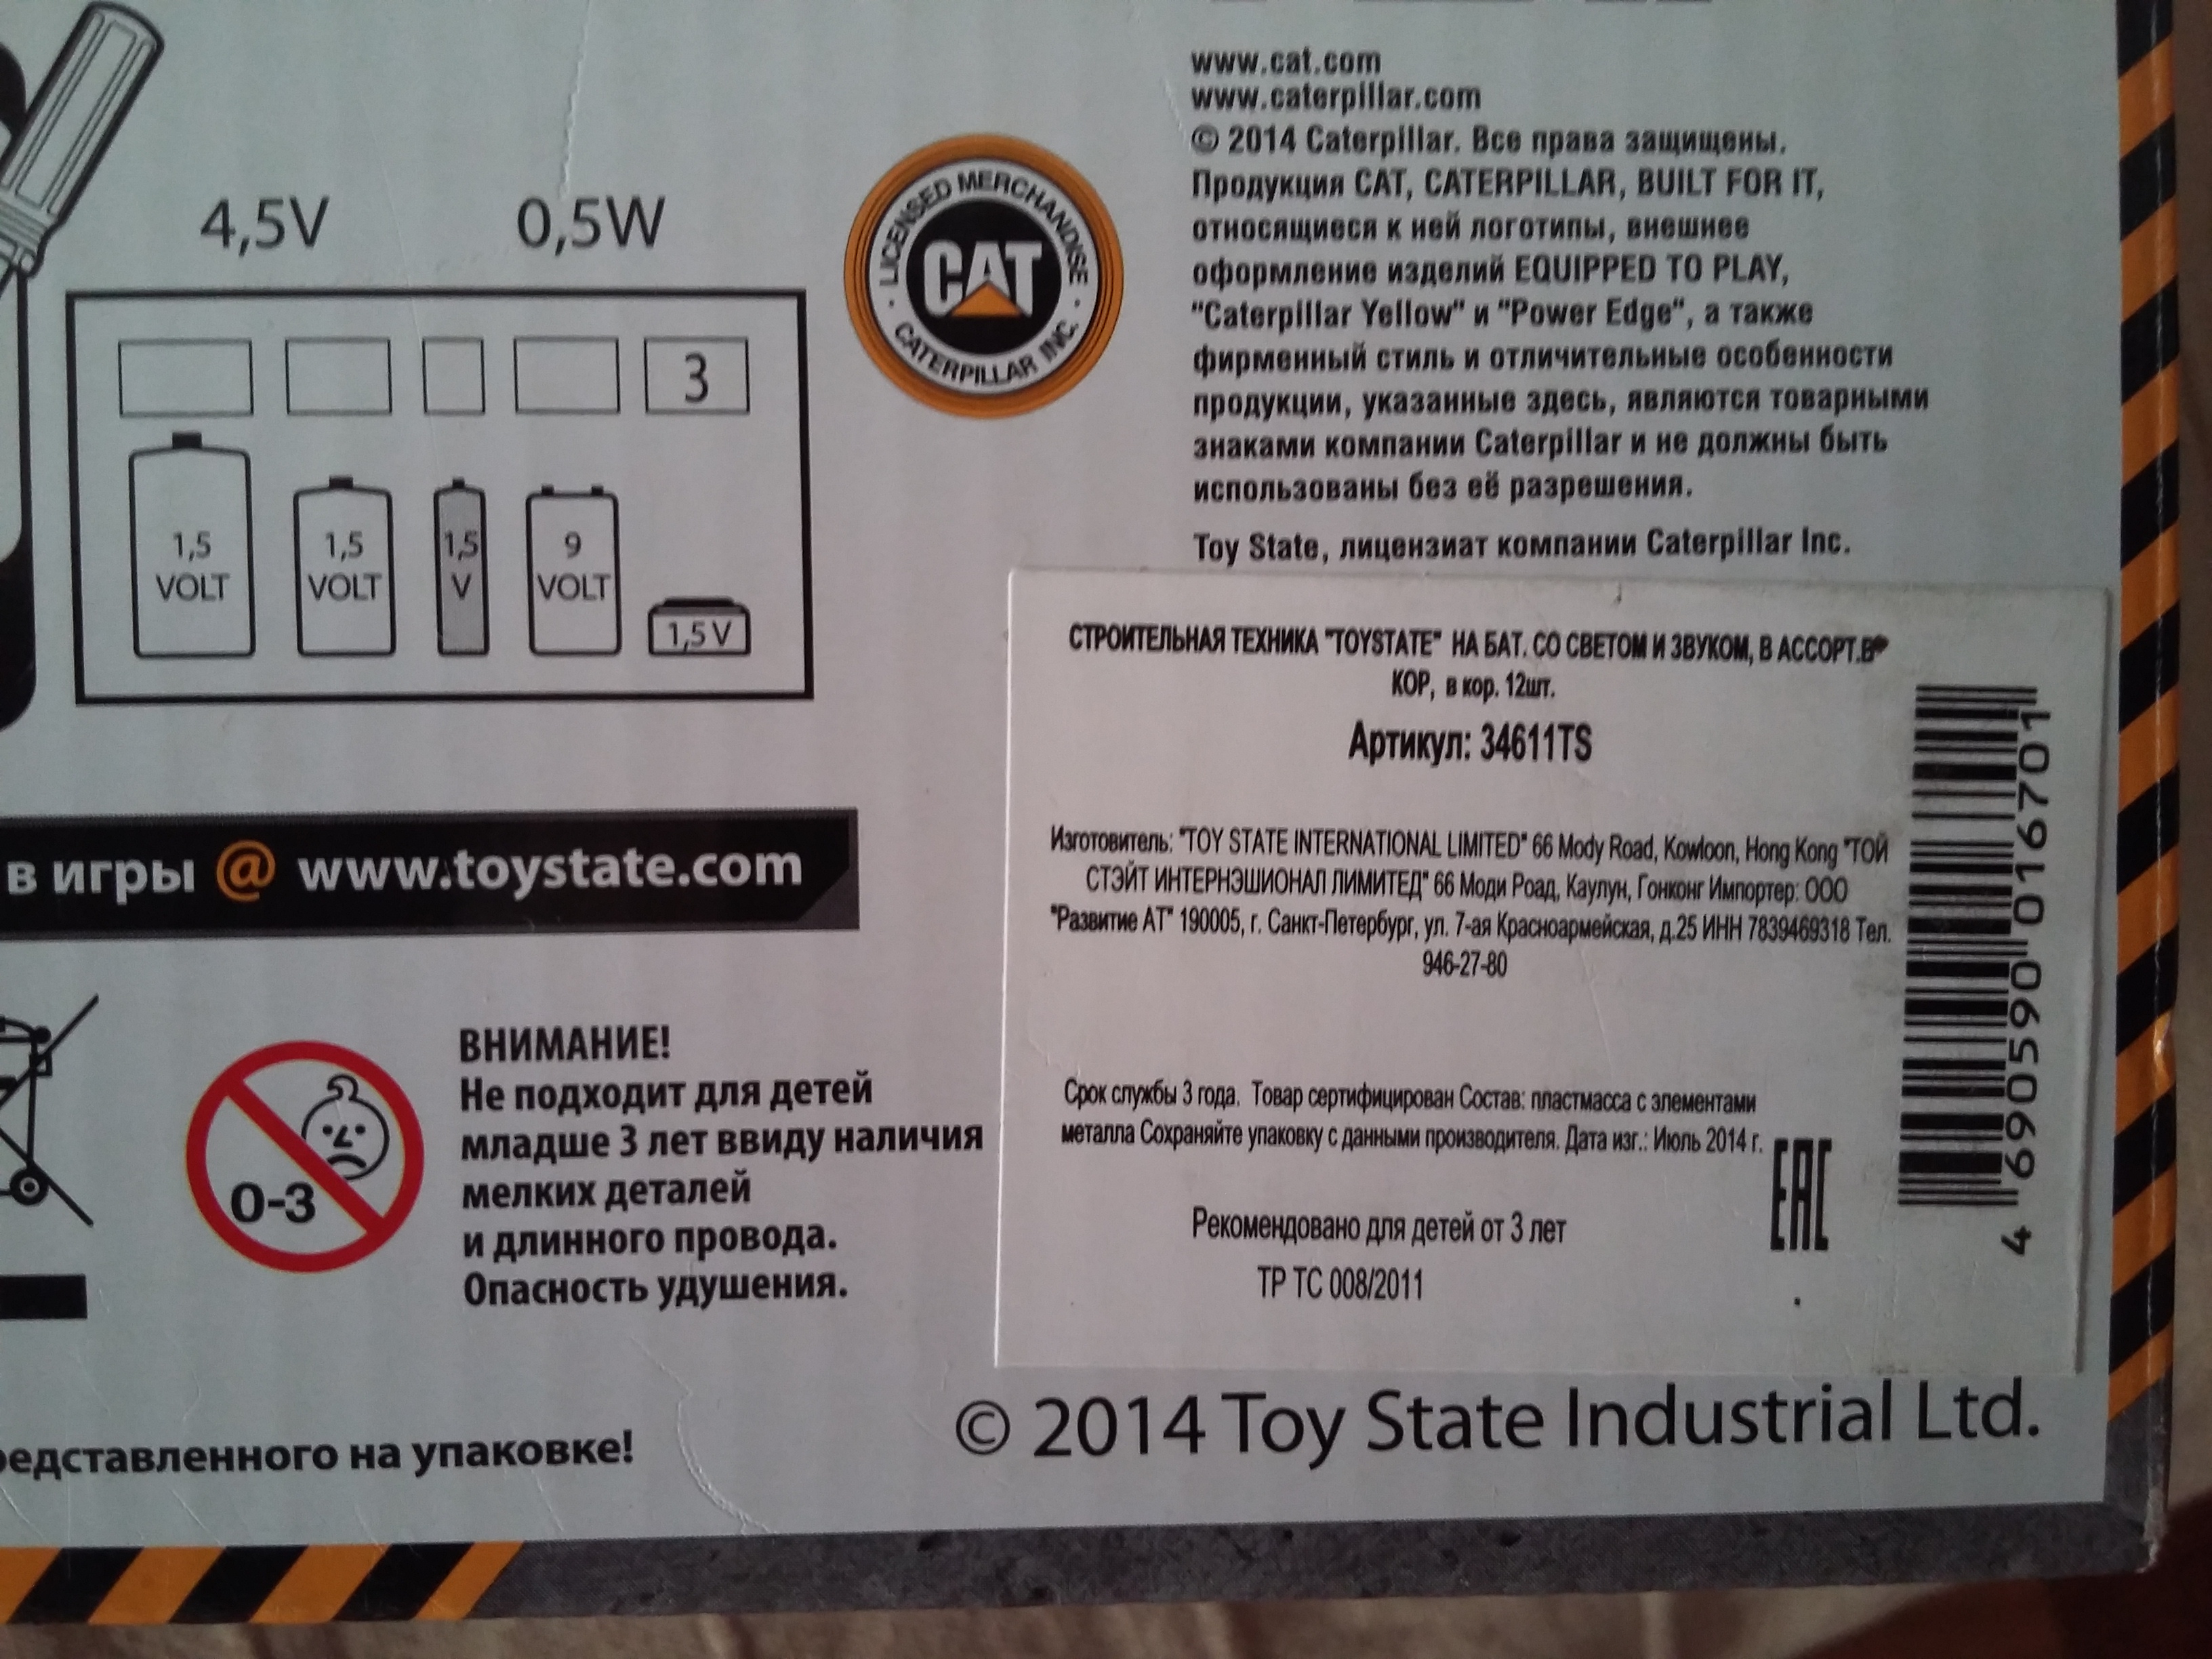 4,5V 0,5W
3
1,5 VOLT
1,5 VOLT
1,5 V
9 VOLT
1,5 V
LICENSED MERCHANDISE
CAT
CATERPILLAR INC.
www.cat.com
www.caterpillar.com
© 2014 Caterpillar. Все права защищены.
Продукция CAT, CATERPILLAR, BUILT FOR IT,
относящиеся к ней логотипы, внешнее
оформление изделий EQUIPPED TO PLAY,
"Caterpillar Yellow" и "Power Edge", а также
фирменный стиль и отличительные особенности
продукции, указанные здесь, являются товарными
знаками компании Caterpillar и не должны быть
использованы без её разрешения.
Toy State, лицензиат компании Caterpillar Inc.
СТРОИТЕЛЬНАЯ ТЕХНИКА "TOYSTATE" НА БАТ. СО СВЕТОМ И ЗВУКОМ, В АССОРТ.В
КОР, в кор. 12шт.
Артикул: 34611TS
Изготовитель: "TOY STATE INTERNATIONAL LIMITED" 66 Mody Road, Kowloon, Hong Kong "ТОЙ
СТЭЙТ ИНТЕРНЭШИОНАЛ ЛИМИТЕД" 66 Моди Роад, Каулун, Гонконг Импортер: ООО
"Развитие АТ" 190005, г. Санкт-Петербург, ул. 7-ая Красноармейская, д.25 ИНН 7839469318 Тел.
946-27-80
Срок службы 3 года. Товар сертифицирован Состав: пластмасса с элементами
металла Сохраняйте упаковку с данными производителя. Дата изг.: Июль 2014 г.
EAC
Рекомендовано для детей от 3 лет
ТР ТС 008/2011
4 690590 016701
в игры @ www.toystate.com
0-3
ВНИМАНИЕ!
Не подходит для детей
младше 3 лет ввиду наличия
мелких деталей
и длинного провода.
Опасность удушения.
на упаковке!
© 2014 Toy State Industrial Ltd.